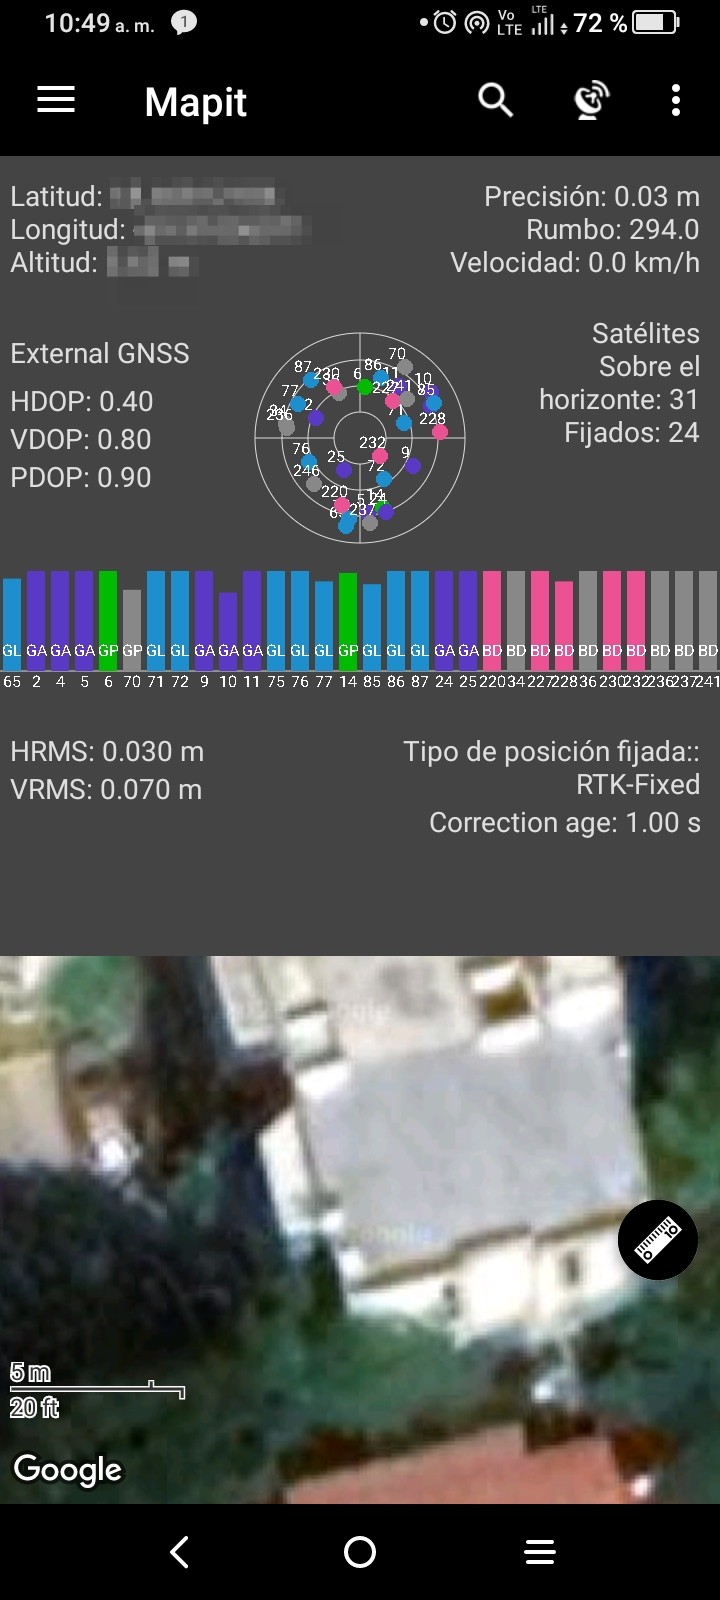 10:49 a. m. 1 Vo LTE LTE 72 %
Mapit
Latitud:
Longitud:
Altitud:
Precisión: 0.03 m
Rumbo: 294.0
Velocidad: 0.0 km/h
External GNSS
HDOP: 0.40
VDOP: 0.80
PDOP: 0.90
Satélites
Sobre el
horizonte: 31
Fijados: 24
70
86 11
87 230 6
227 241 10
77 85
2 1 228
236
232
76 25 9
246 72
220 14
5 24
237
GL GA GA GA GP GP GL GL GA GA GA GL GL GL GP GL GL GL GA GA BD BD BD BD BD BD BD BD BD BD
65 2 4 5 6 70 71 72 9 10 11 75 76 77 14 85 86 87 24 25 220 34 227 228 36 230 232 236 237 241
HRMS: 0.030 m
VRMS: 0.070 m
Tipo de posición fijada::
RTK-Fixed
Correction age: 1.00 s
5 m
20 ft
Google